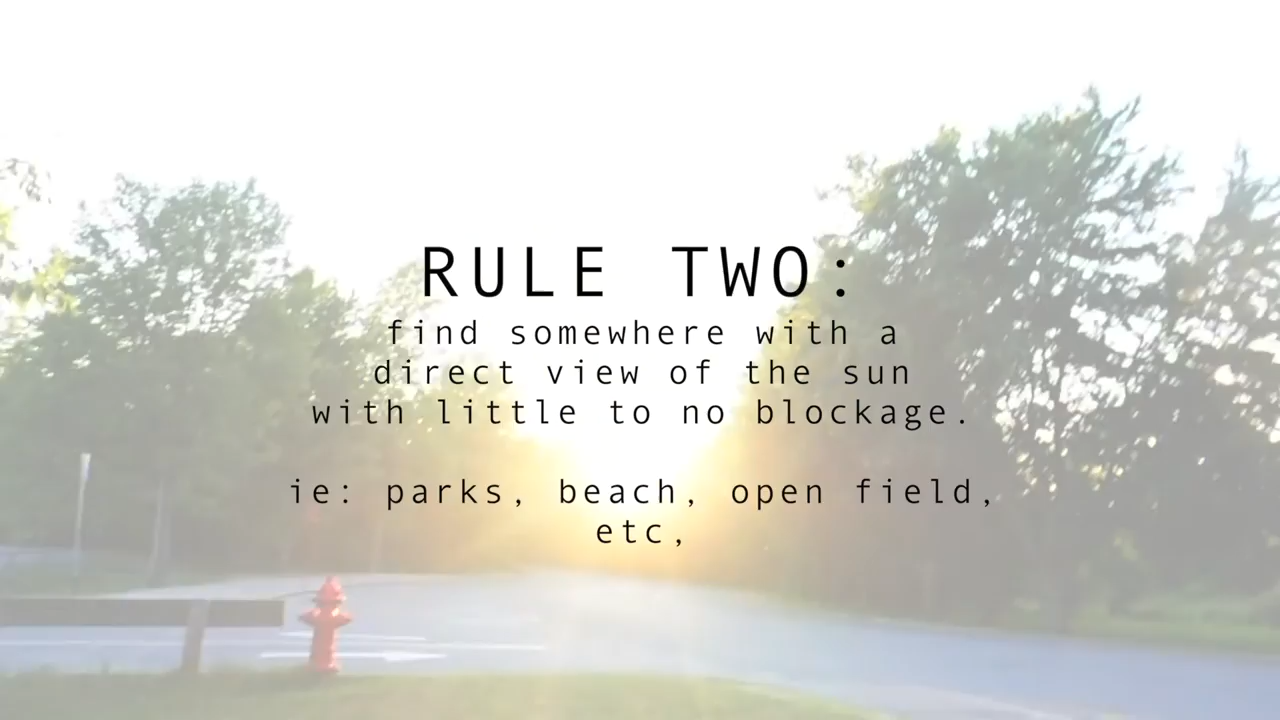 RULE TWO:
find somewhere with a
direct view of the sun
with little to no blockage.
ie: parks, beach, open field,
etc,